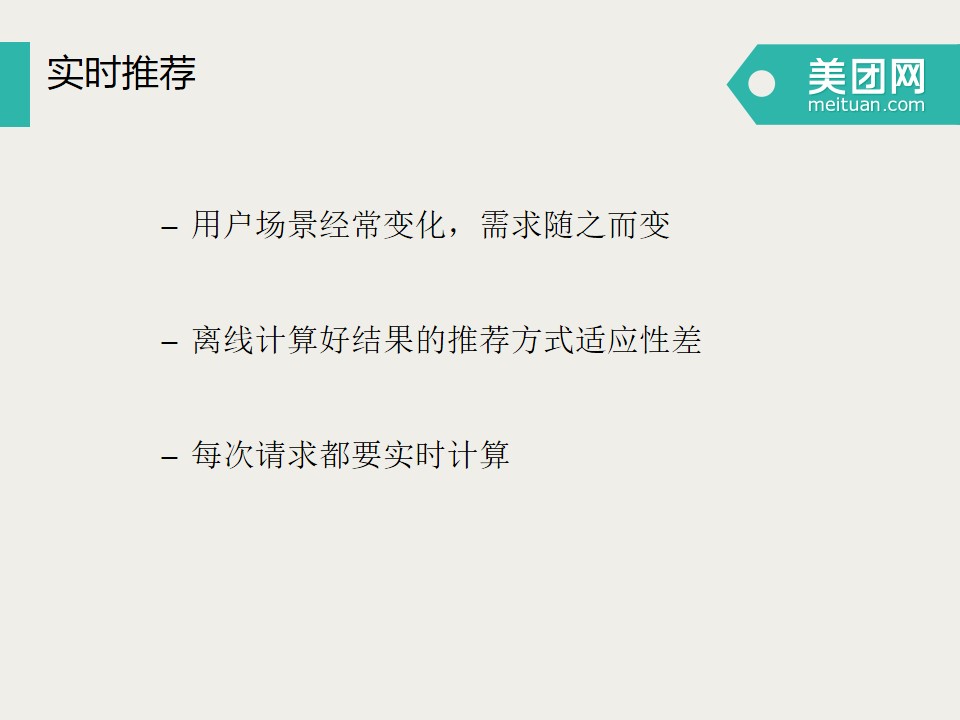 实时推荐
美团网
meituan.com
– 用户场景经常变化，需求随之而变
– 离线计算好结果的推荐方式适应性差
– 每次请求都要实时计算